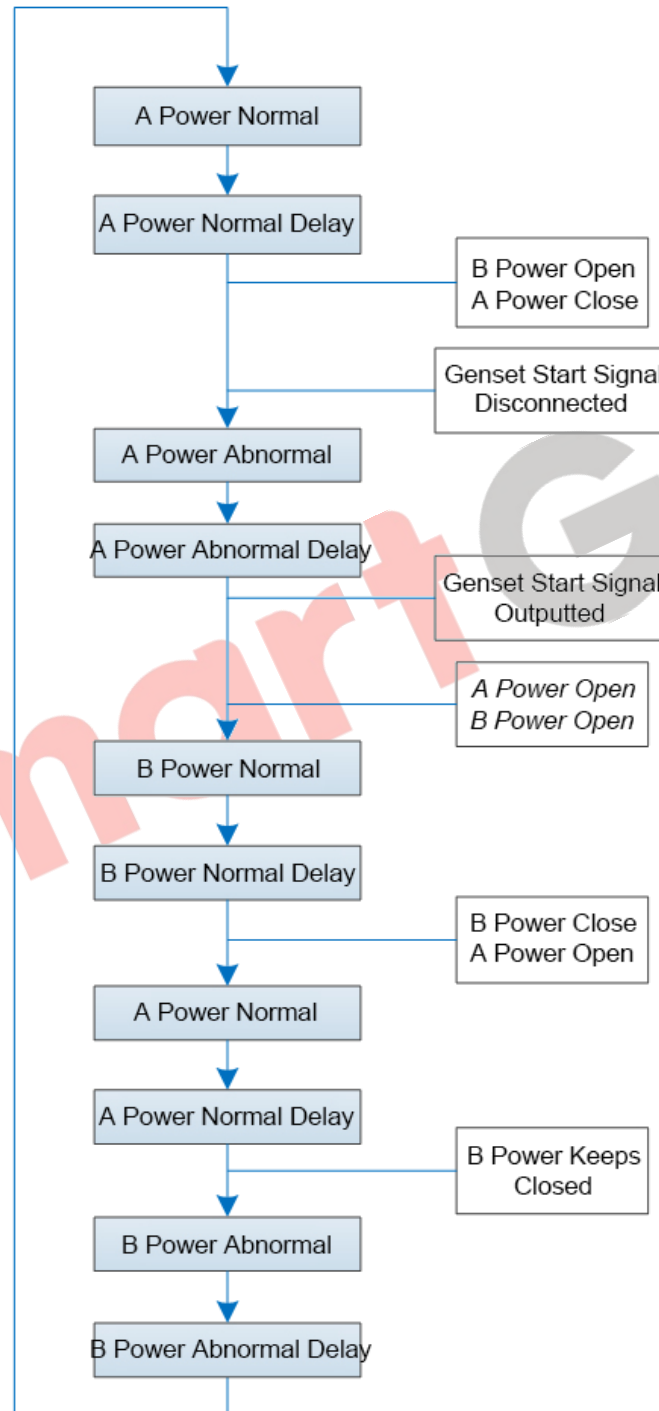 A Power Normal
A Power Normal Delay
B Power Open
A Power Close
Genset Start Signal
Disconnected
A Power Abnormal
A Power Abnormal Delay
Genset Start Signal
Outputted
A Power Open
B Power Open
B Power Normal
B Power Normal Delay
B Power Close
A Power Open
A Power Normal
A Power Normal Delay
B Power Keeps
Closed
B Power Abnormal
B Power Abnormal Delay
martG